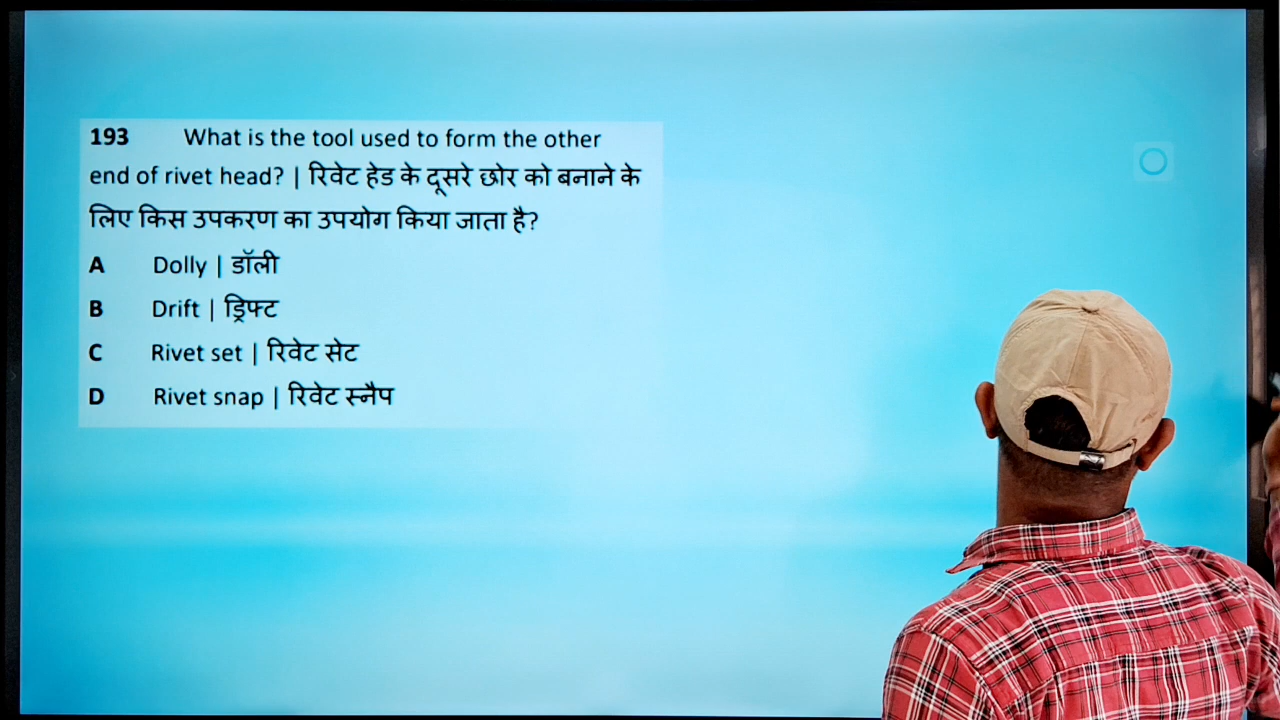 193 What is the tool used to form the other
end of rivet head? | रिवेट हेड के दूसरे छोर को बनाने के
लिए किस उपकरण का उपयोग किया जाता है?
A Dolly | डॉली
B Drift | ड्रिफ्ट
C Rivet set | रिवेट सेट
D Rivet snap | रिवेट स्नैप